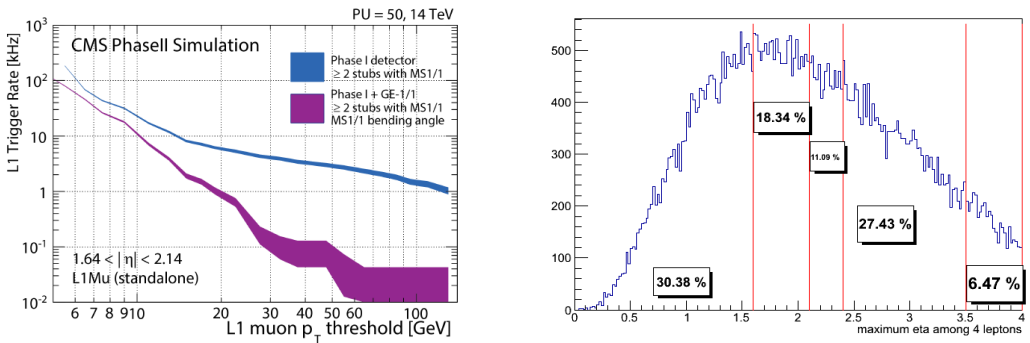 PU = 50, 14 TeV
L1 Trigger Rate [kHz]
10³
10²
10
1
10⁻¹
10⁻²
CMS PhaseII Simulation
Phase I detector
≥ 2 stubs with MS1/1
Phase I + GE-1/1
≥ 2 stubs with MS1/1
MS1/1 bending angle
1.64 < |η| < 2.14
L1Mu (standalone)
6 7 8 910 20 30 40 50 60 100
L1 muon p_T threshold [GeV]
500
400
300
200
100
0
18.34 %
11.09 %
27.43 %
30.38 %
6.47 %
0 0.5 1 1.5 2 2.5 3 3.5 4
maximum eta among 4 leptons